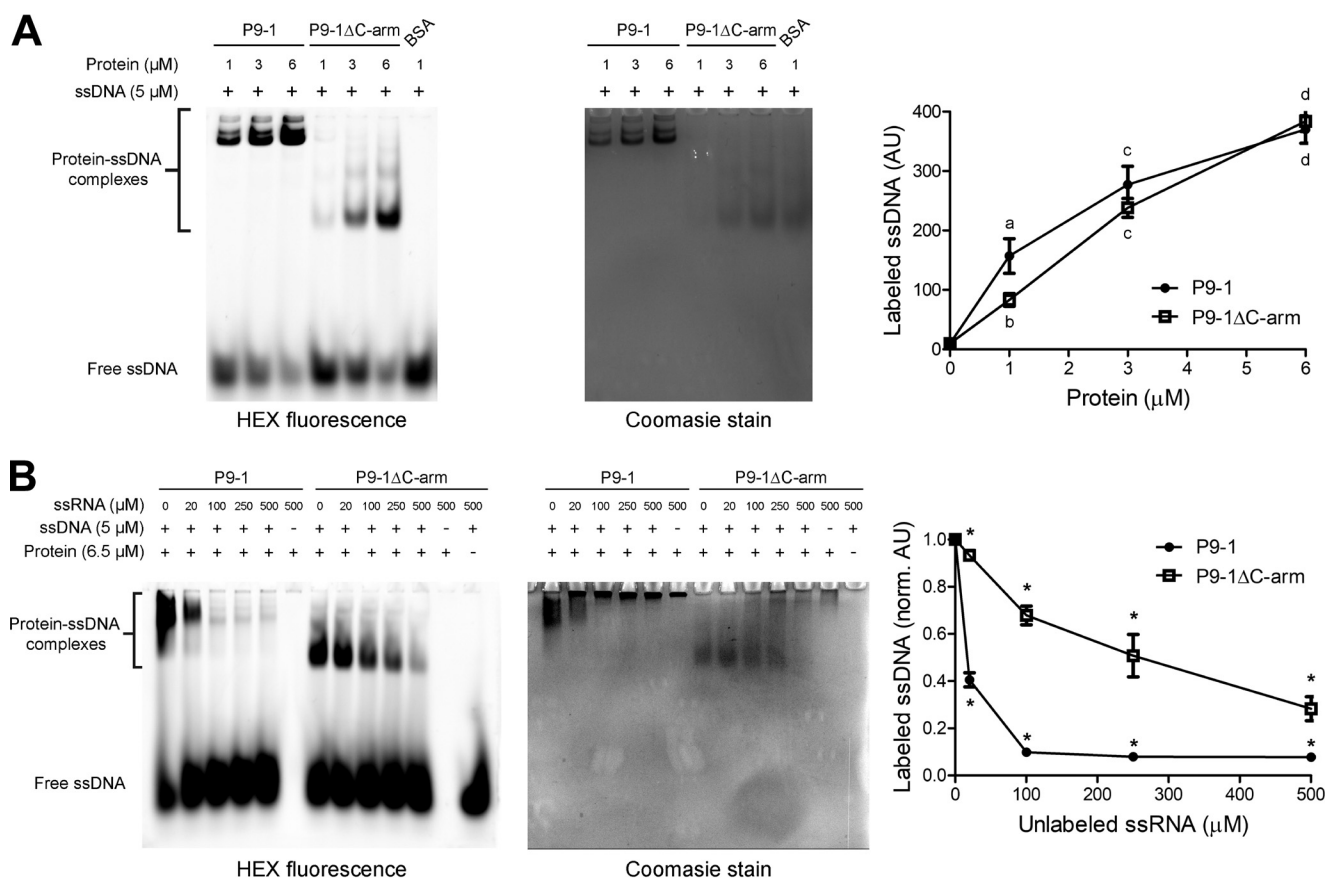 A
P9-1 P9-1ΔC-arm BSA
Protein (μM) 1 3 6 1 3 6 1
ssDNA (5 μM) + + + + + + +
Protein-ssDNA
complexes
Free ssDNA
HEX fluorescence
P9-1 P9-1ΔC-arm BSA
1 3 6 1 3 6 1
+ + + + + + +
Coomasie stain
Labeled ssDNA (AU)
400
300
200
100
0
a
b
c
c
d
d
P9-1
P9-1ΔC-arm
0 1 2 3 4 5 6
Protein (μM)
B
P9-1 P9-1ΔC-arm
ssRNA (μM) 0 20 100 250 500 500 0 20 100 250 500 500 500
ssDNA (5 μM) + + + + + - + + + + + - +
Protein (6.5 μM) + + + + + + + + + + + + -
Protein-ssDNA
complexes
Free ssDNA
HEX fluorescence
P9-1 P9-1ΔC-arm
0 20 100 250 500 500 0 20 100 250 500 500 500
+ + + + + - + + + + + - +
+ + + + + + + + + + + + -
Coomasie stain
Labeled ssDNA (norm. AU)
1.0
0.8
0.6
0.4
0.2
0.0
* * * *
* * * *
P9-1
P9-1ΔC-arm
0 100 200 300 400 500
Unlabeled ssRNA (μM)